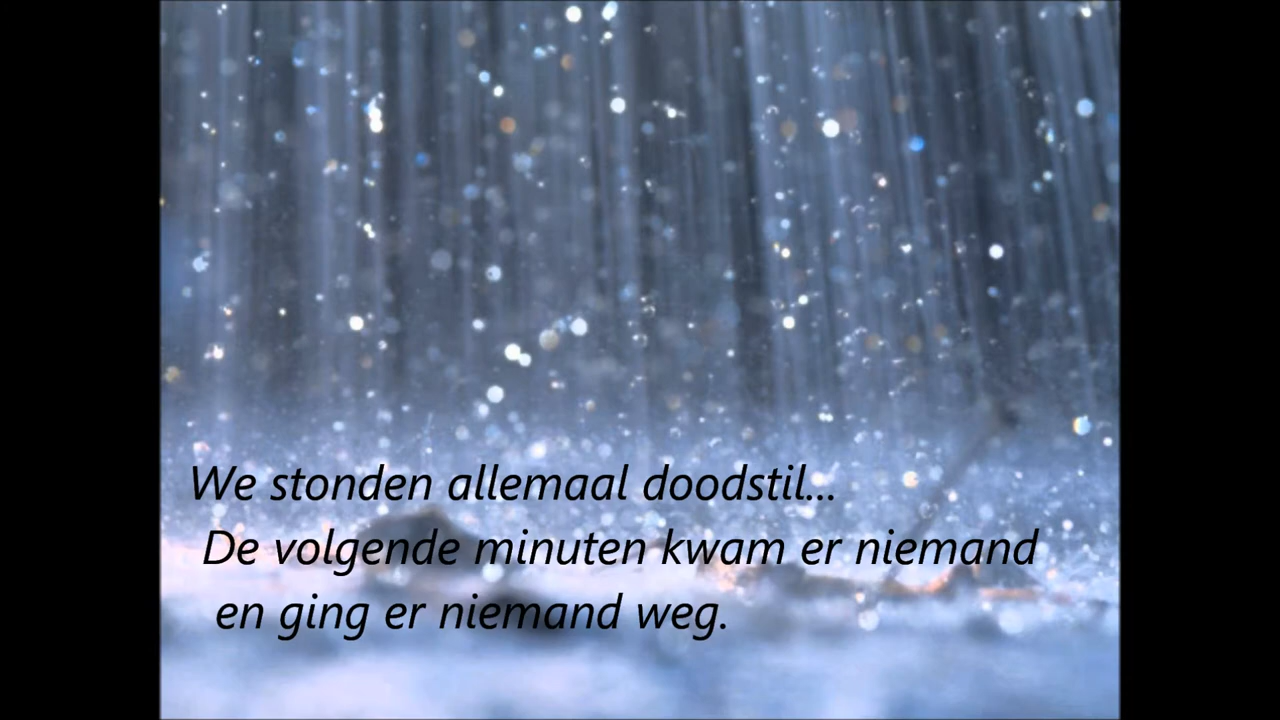 We stonden allemaal doodstil...
De volgende minuten kwam er niemand
en ging er niemand weg.